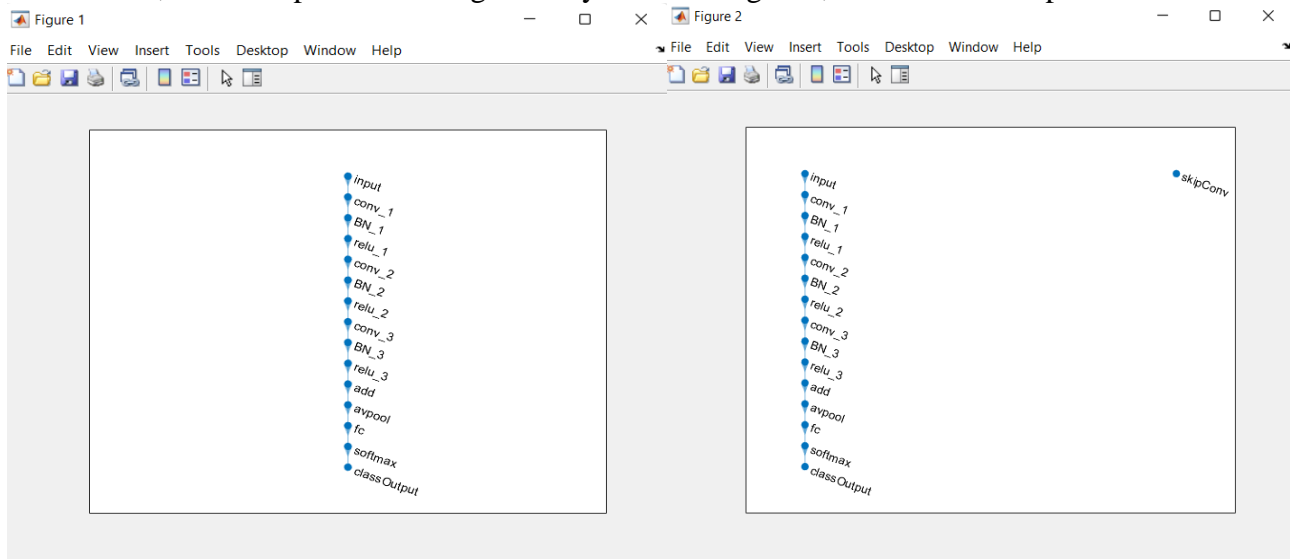 Figure 1
File Edit View Insert Tools Desktop Window Help
input
conv_1
BN_1
relu_1
conv_2
BN_2
relu_2
conv_3
BN_3
relu_3
add
avpool
fc
softmax
classOutput
Figure 2
File Edit View Insert Tools Desktop Window Help
input
conv_1
BN_1
relu_1
conv_2
BN_2
relu_2
conv_3
BN_3
relu_3
add
avpool
fc
softmax
classOutput
skipConv